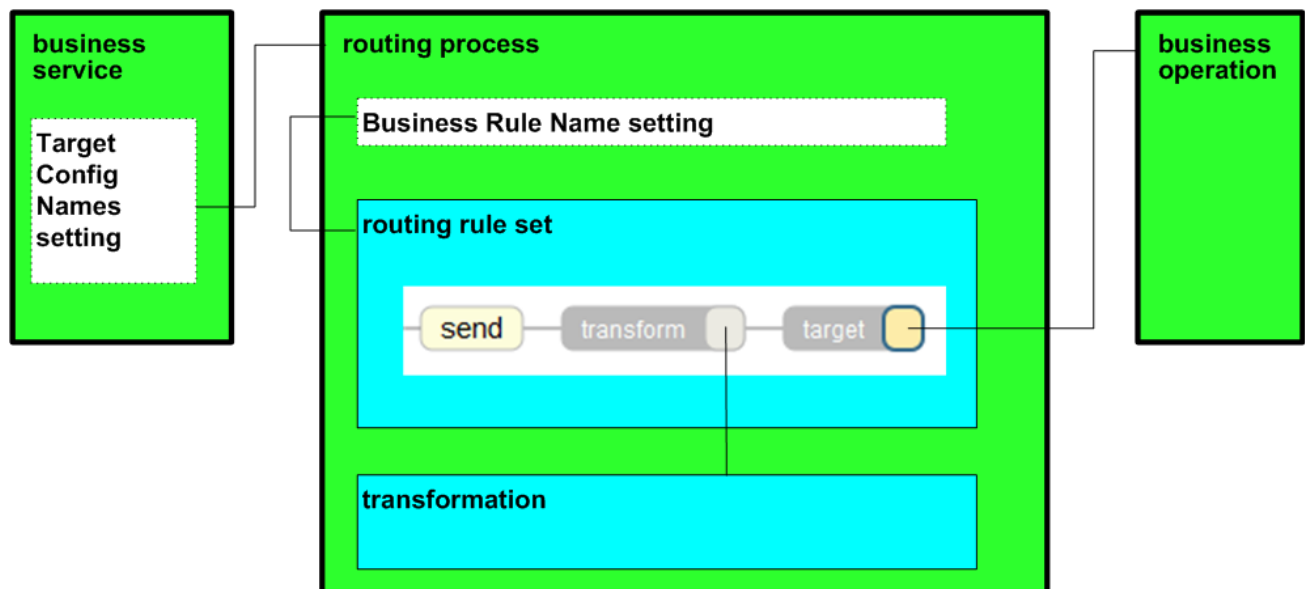 business
service
Target
Config
Names
setting
routing process
Business Rule Name setting
routing rule set
send
transform
target
transformation
business
operation